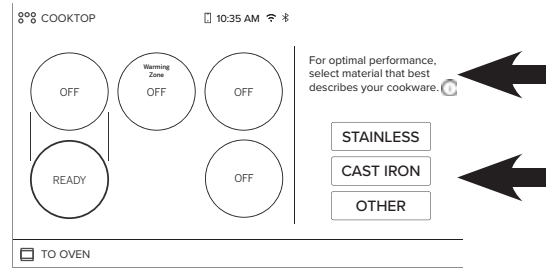 COOKTOP
10:35 AM
OFF
Warming
Zone
OFF
OFF
READY
OFF
For optimal performance,
select material that best
describes your cookware.
STAINLESS
CAST IRON
OTHER
TO OVEN